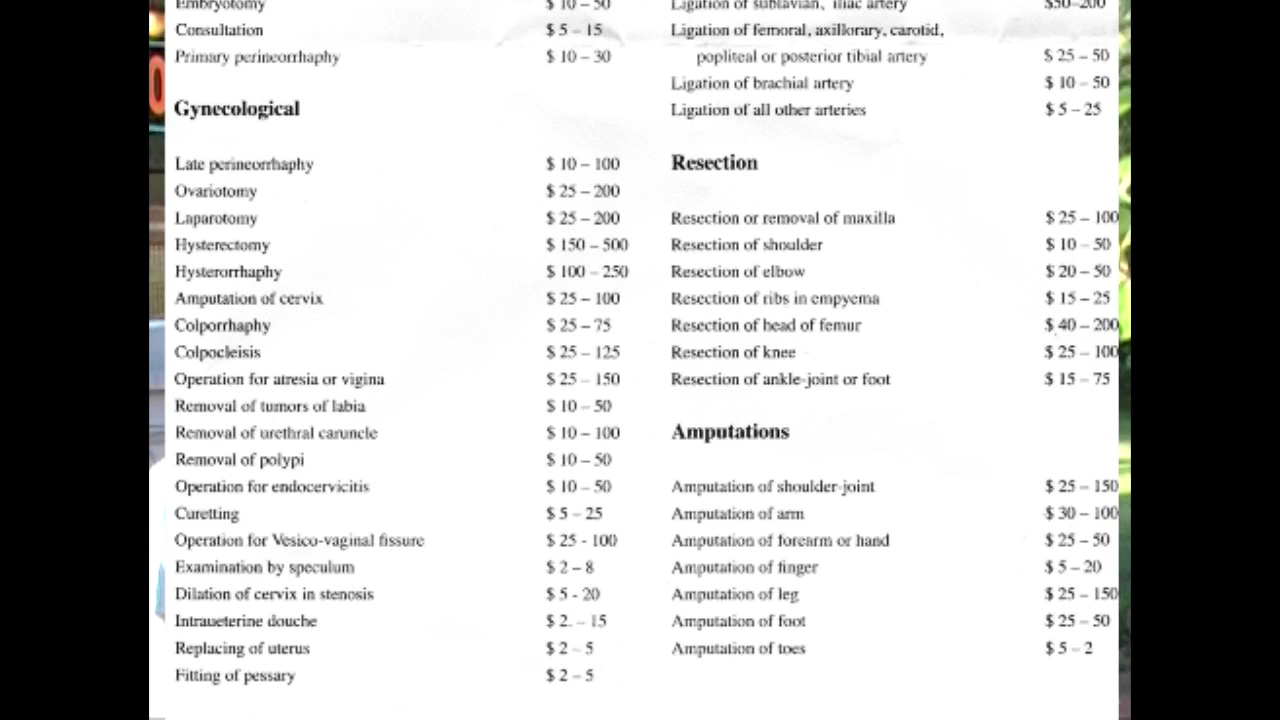 Embryotomy $ 10 – 50
Consultation $ 5 – 15
Primary perineorrhaphy $ 10 – 30
Gynecological
Late perineorrhaphy $ 10 – 100
Ovariotomy $ 25 – 200
Laparotomy $ 25 – 200
Hysterectomy $ 150 – 500
Hysterorrhaphy $ 100 – 250
Amputation of cervix $ 25 – 100
Colporrhaphy $ 25 – 75
Colpocleisis $ 25 – 125
Operation for atresia or vigina $ 25 – 150
Removal of tumors of labia $ 10 – 50
Removal of urethral caruncle $ 10 – 100
Removal of polypi $ 10 – 50
Operation for endocervicitis $ 10 – 50
Curetting $ 5 – 25
Operation for Vesico-vaginal fissure $ 25 - 100
Examination by speculum $ 2 – 8
Dilation of cervix in stenosis $ 5 - 20
Intraueterine douche $ 2. – 15
Replacing of uterus $ 2 – 5
Fitting of pessary $ 2 – 5
Ligation of sublavian, iliac artery $50–200
Ligation of femoral, axillorary, carotid,
popliteal or posterior tibial artery $ 25 – 50
Ligation of brachial artery $ 10 – 50
Ligation of all other arteries $ 5 – 25
Resection
Resection or removal of maxilla $ 25 – 100
Resection of shoulder $ 10 – 50
Resection of elbow $ 20 – 50
Resection of ribs in empyema $ 15 – 25
Resection of head of femur $ 40 – 200
Resection of knee $ 25 – 100
Resection of ankle-joint or foot $ 15 – 75
Amputations
Amputation of shoulder-joint $ 25 – 150
Amputation of arm $ 30 – 100
Amputation of forearm or hand $ 25 – 50
Amputation of finger $ 5 – 20
Amputation of leg $ 25 – 150
Amputation of foot $ 25 – 50
Amputation of toes $ 5 – 2